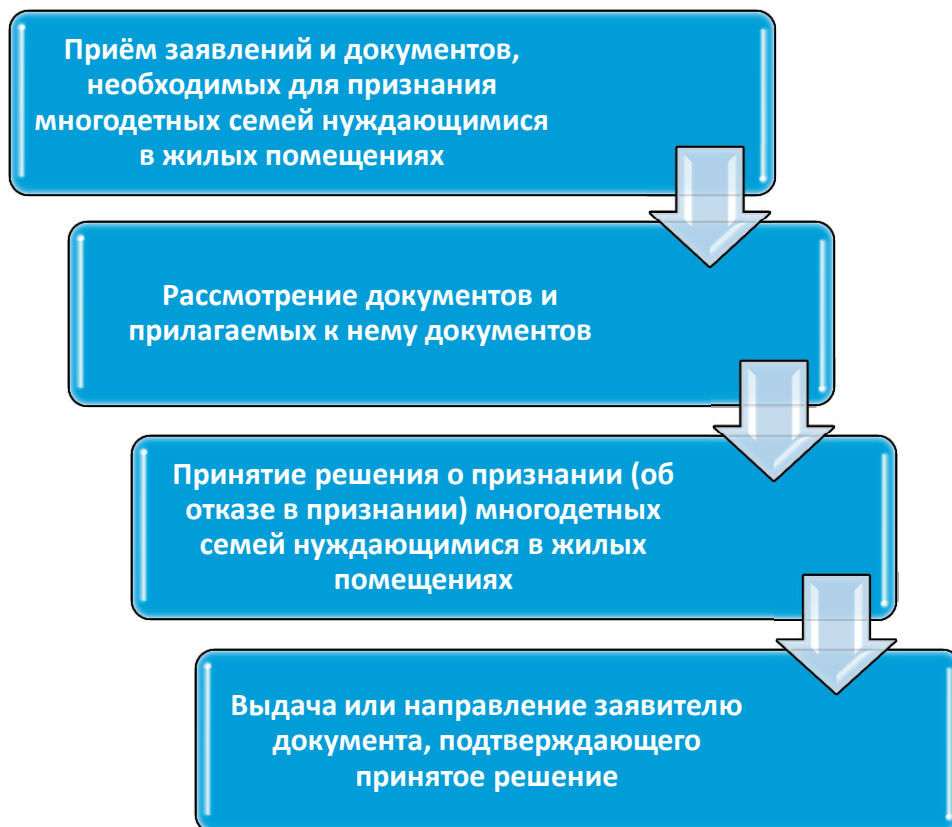 Приём заявлений и документов,
необходимых для признания
многодетных семей нуждающимися
в жилых помещениях
Рассмотрение документов и
прилагаемых к нему документов
Принятие решения о признании (об
отказе в признании) многодетных
семей нуждающимися в жилых
помещениях
Выдача или направление заявителю
документа, подтверждающего
принятое решение